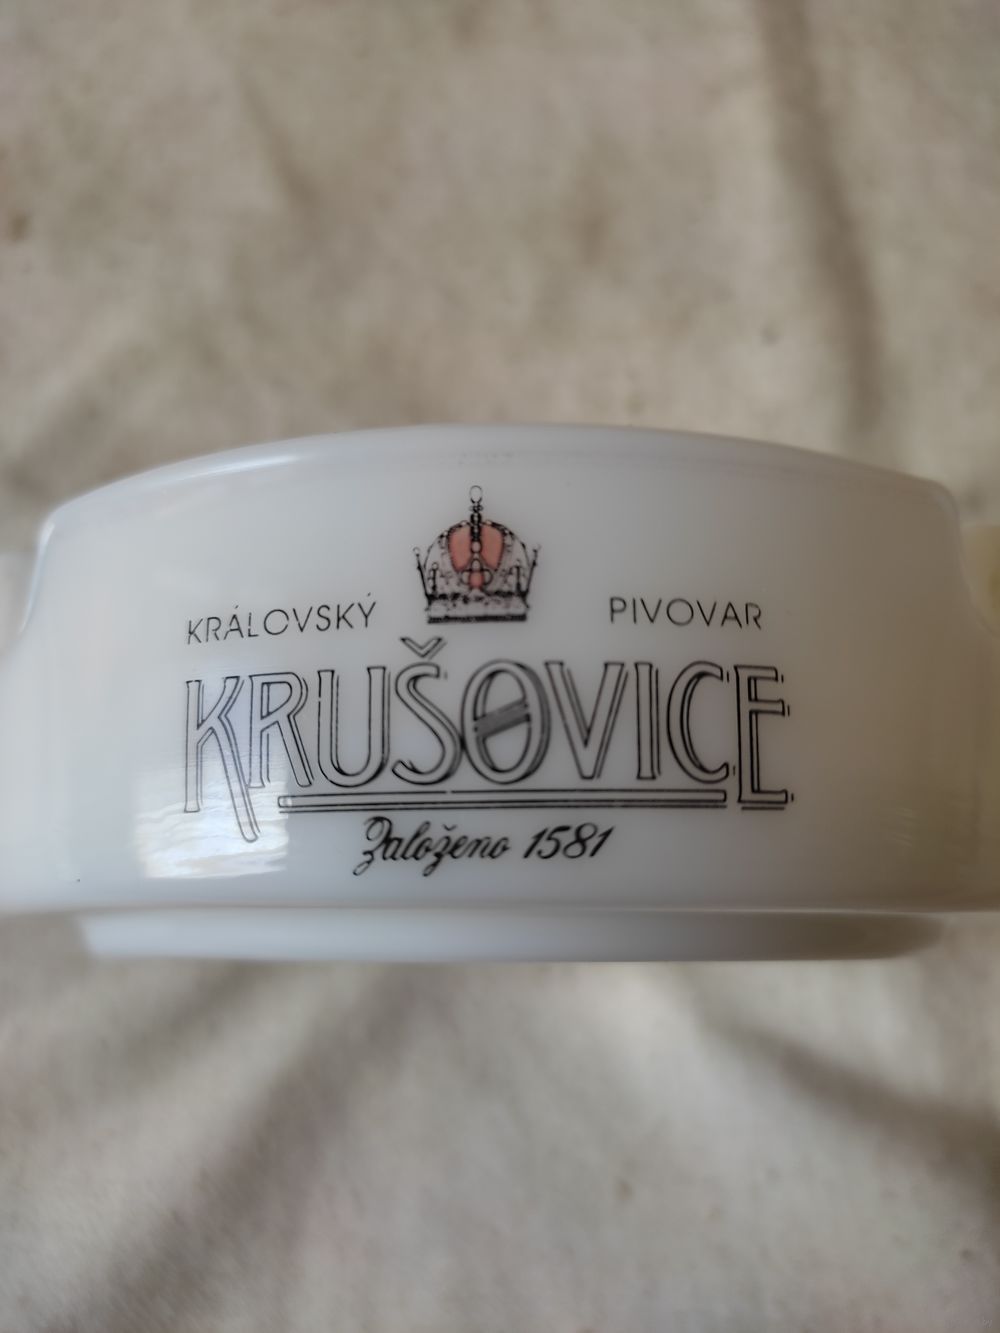 KRÁLOVSKÝ PIVOVAR
KRUŠOVICE
Založeno 1581